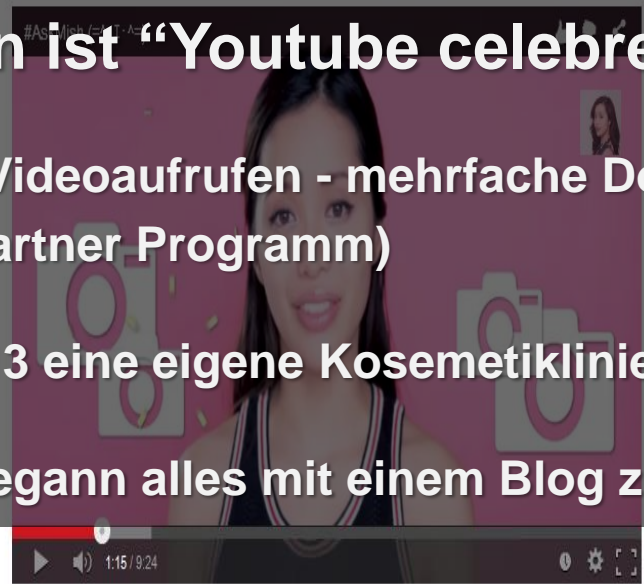 #AskMish (=^･I･^=)
n ist “Youtube celebre
Videoaufrufen - mehrfache D
artner Programm)
3 eine eigene Kosemetiklinie
egann alles mit einem Blog z
1:15 / 9:24